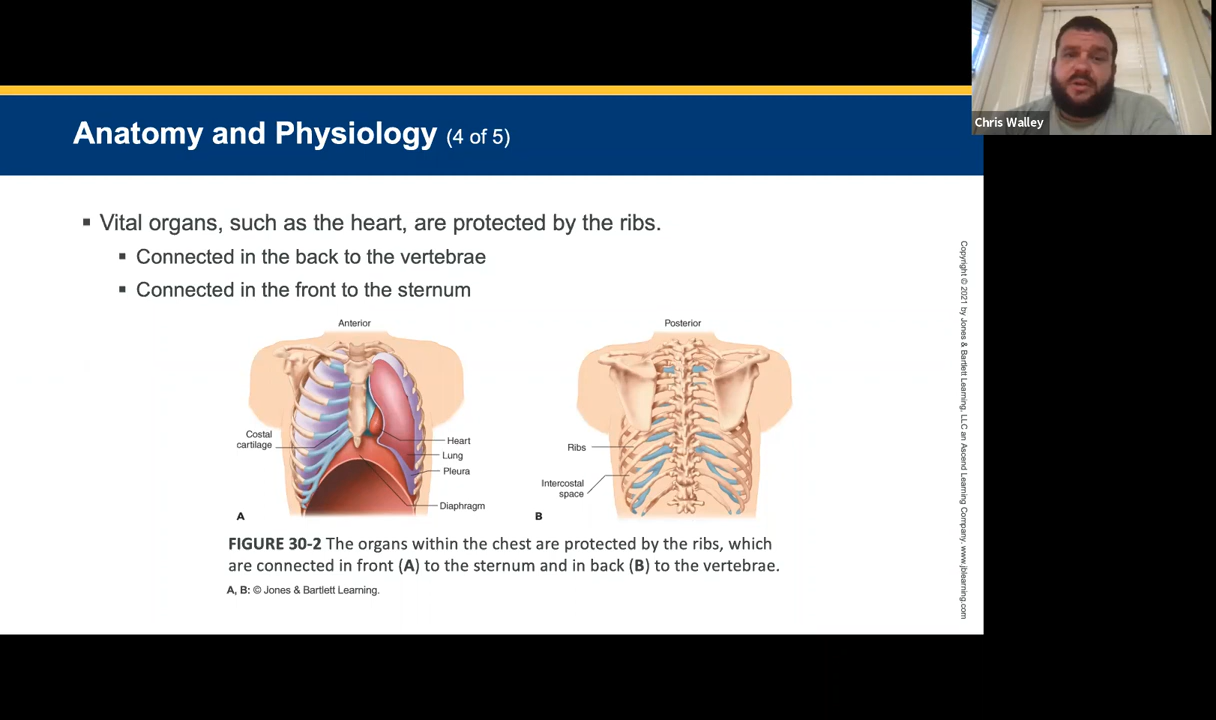 Chris Walley
Anatomy and Physiology (4 of 5)
▪ Vital organs, such as the heart, are protected by the ribs.
▪ Connected in the back to the vertebrae
▪ Connected in the front to the sternum
Anterior
Costal
cartilage
Heart
Lung
Pleura
Diaphragm
A
Posterior
Ribs
Intercostal
space
B
FIGURE 30-2 The organs within the chest are protected by the ribs, which
are connected in front (A) to the sternum and in back (B) to the vertebrae.
A, B: © Jones & Bartlett Learning.
Copyright © 2021 by Jones & Bartlett Learning, LLC an Ascend Learning Company. www.jblearning.com